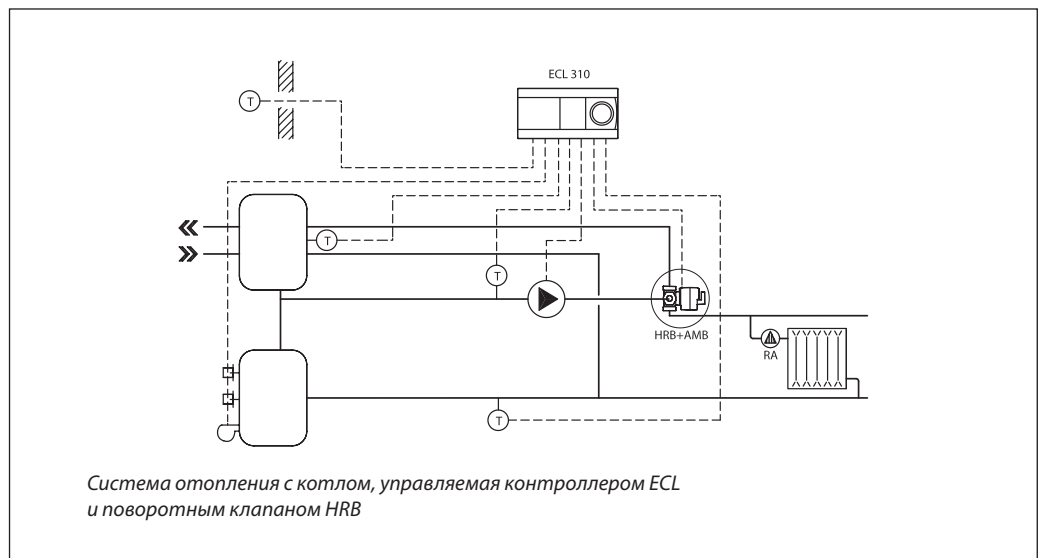 ECL 310
T
T
T
HRB+AMB
RA
T
Система отопления с котлом, управляемая контроллером ECL
и поворотным клапаном HRB